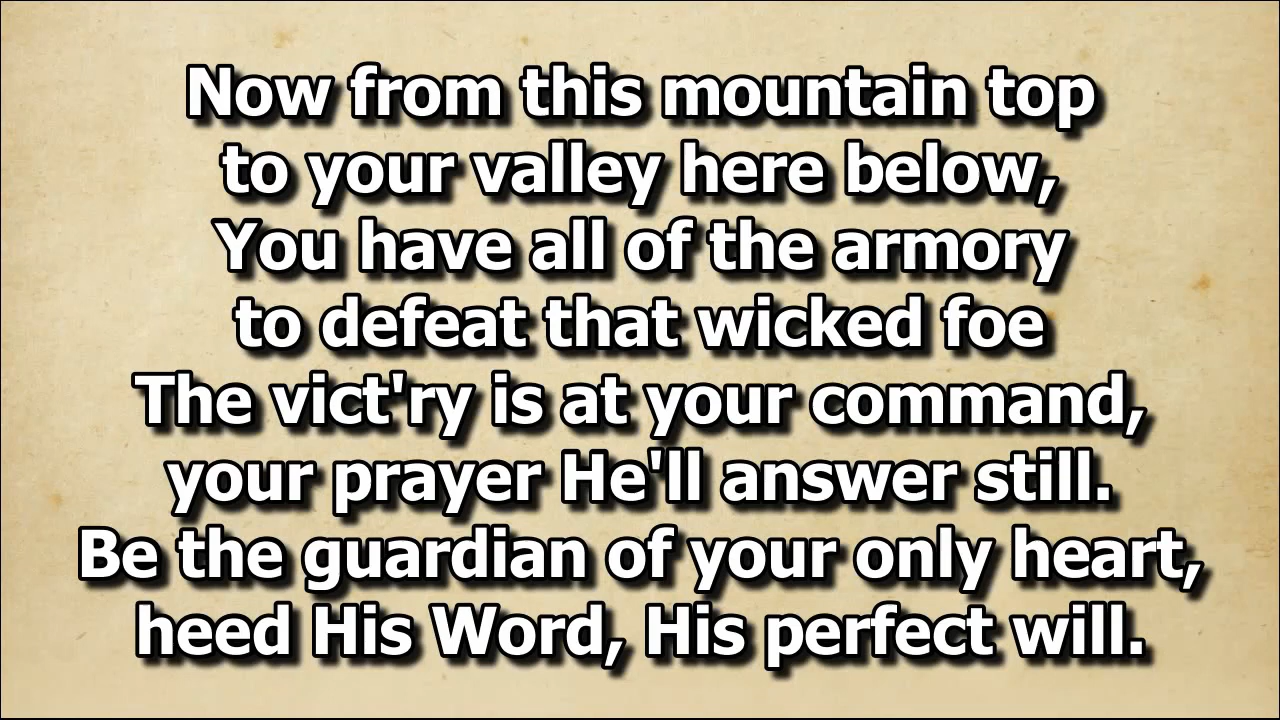 Now from this mountain top
to your valley here below,
You have all of the armory
to defeat that wicked foe
The vict'ry is at your command,
your prayer He'll answer still.
Be the guardian of your only heart,
heed His Word, His perfect will.